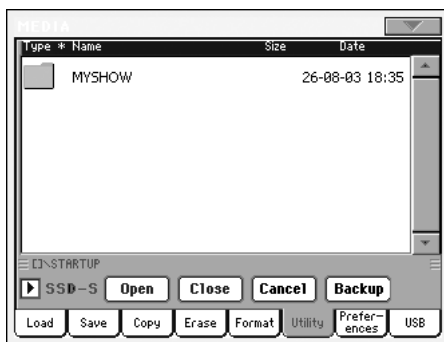 MEDIA
Type * Name Size Date
MYSHOW 26-08-03 18:35
[]\STARTUP
SSD-S Open Close Cancel Backup
Load Save Copy Erase Format Utility Prefer-
ences USB